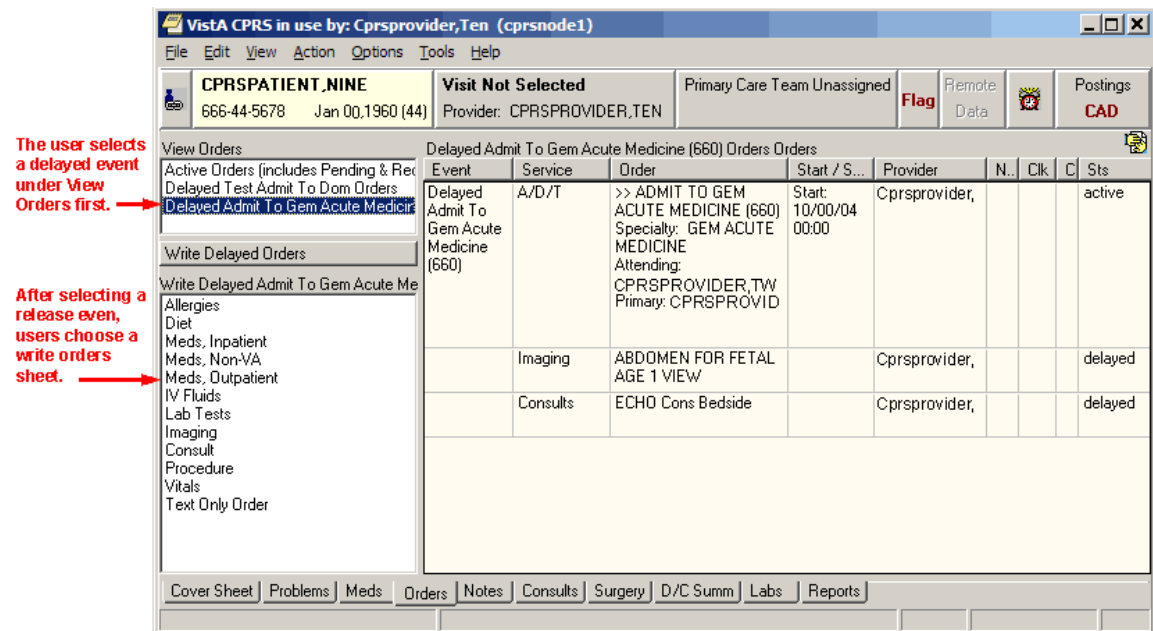 VistA CPRS in use by: Cprsprovider,Ten (cprsnode1)
File Edit View Action Options Tools Help
CPRSPATIENT,NINE
666-44-5678 Jan 00,1960 (44)
Visit Not Selected
Provider: CPRSPROVIDER,TEN
Primary Care Team Unassigned
Flag
Remote
Data
Postings
CAD
The user selects
a delayed event
under View
Orders first.
View Orders
Active Orders (includes Pending & Rec
Delayed Test Admit To Dom Orders
Delayed Admit To Gem Acute Medicin
Write Delayed Orders
After selecting a
release even,
users choose a
write orders
sheet.
Write Delayed Admit To Gem Acute Me
Allergies
Diet
Meds, Inpatient
Meds, Non-VA
Meds, Outpatient
IV Fluids
Lab Tests
Imaging
Consult
Procedure
Vitals
Text Only Order
Delayed Admit To Gem Acute Medicine (660) Orders Orders
Event Service Order Start / S... Provider N.. Clk C Sts
Delayed
Admit To
Gem Acute
Medicine
(660)
A/D/T
>> ADMIT TO GEM
ACUTE MEDICINE (660)
Specialty: GEM ACUTE
MEDICINE
Attending:
CPRSPROVIDER,TW
Primary: CPRSPROVID
Start:
10/00/04
00:00
Cprsprovider,
active
Imaging
ABDOMEN FOR FETAL
AGE 1 VIEW
Cprsprovider,
delayed
Consults
ECHO Cons Bedside
Cprsprovider,
delayed
Cover Sheet Problems Meds Orders Notes Consults Surgery D/C Summ Labs Reports